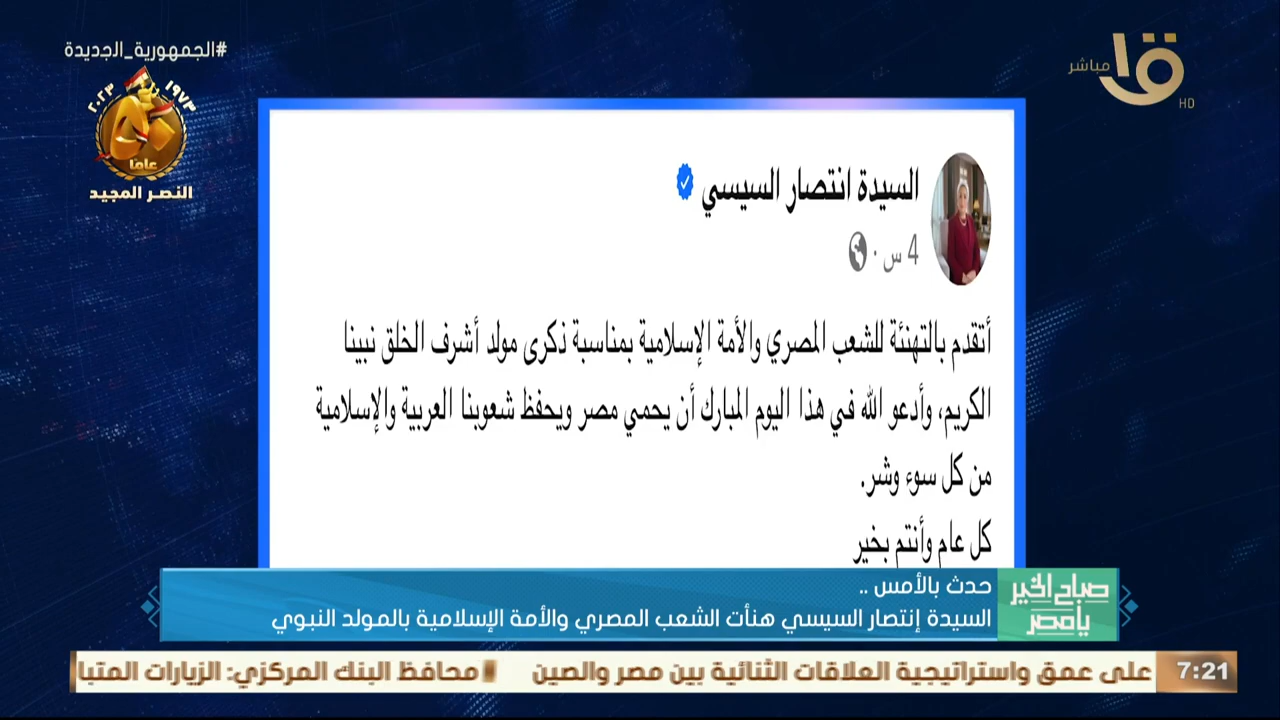 #الجمهورية_الجديدة
١٩٧٣
٢٠٢٣
٥٠
عاما
النصر المجيد
مباشر
HD
السيدة انتصار السيسي
4 س ·
أتقدم بالتهنئة للشعب المصري والأمة الإسلامية بمناسبة ذكرى مولد أشرف الخلق نبينا
الكريم، وأدعو الله في هذا اليوم المبارك أن يحمي مصر ويحفظ شعوبنا العربية والإسلامية
من كل سوء وشر.
كل عام وأنتم بخير
صباح الخير
يا مصر
حدث بالأمس ..
السيدة إنتصار السيسي هنأت الشعب المصري والأمة الإسلامية بالمولد النبوي
7:21
على عمق واستراتيجية العلاقات الثنائية بين مصر والصين
محافظ البنك المركزي: الزيارات المتبا